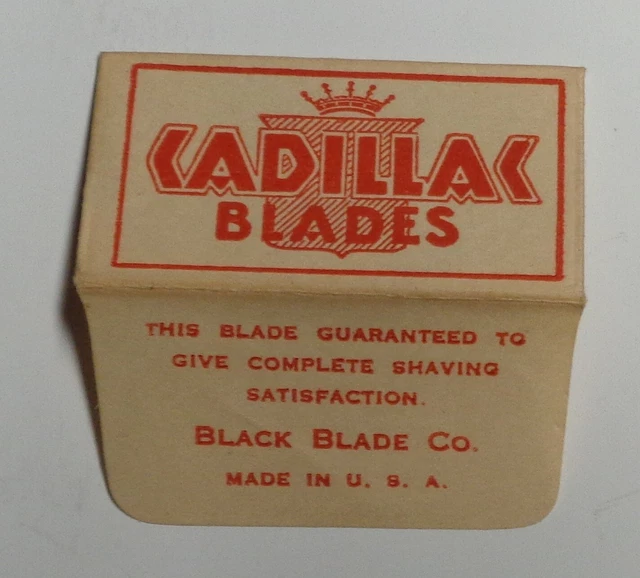 CADILLAC
BLADES
THIS BLADE GUARANTEED TO
GIVE COMPLETE SHAVING
SATISFACTION.
BLACK BLADE CO.
MADE IN U. S. A.